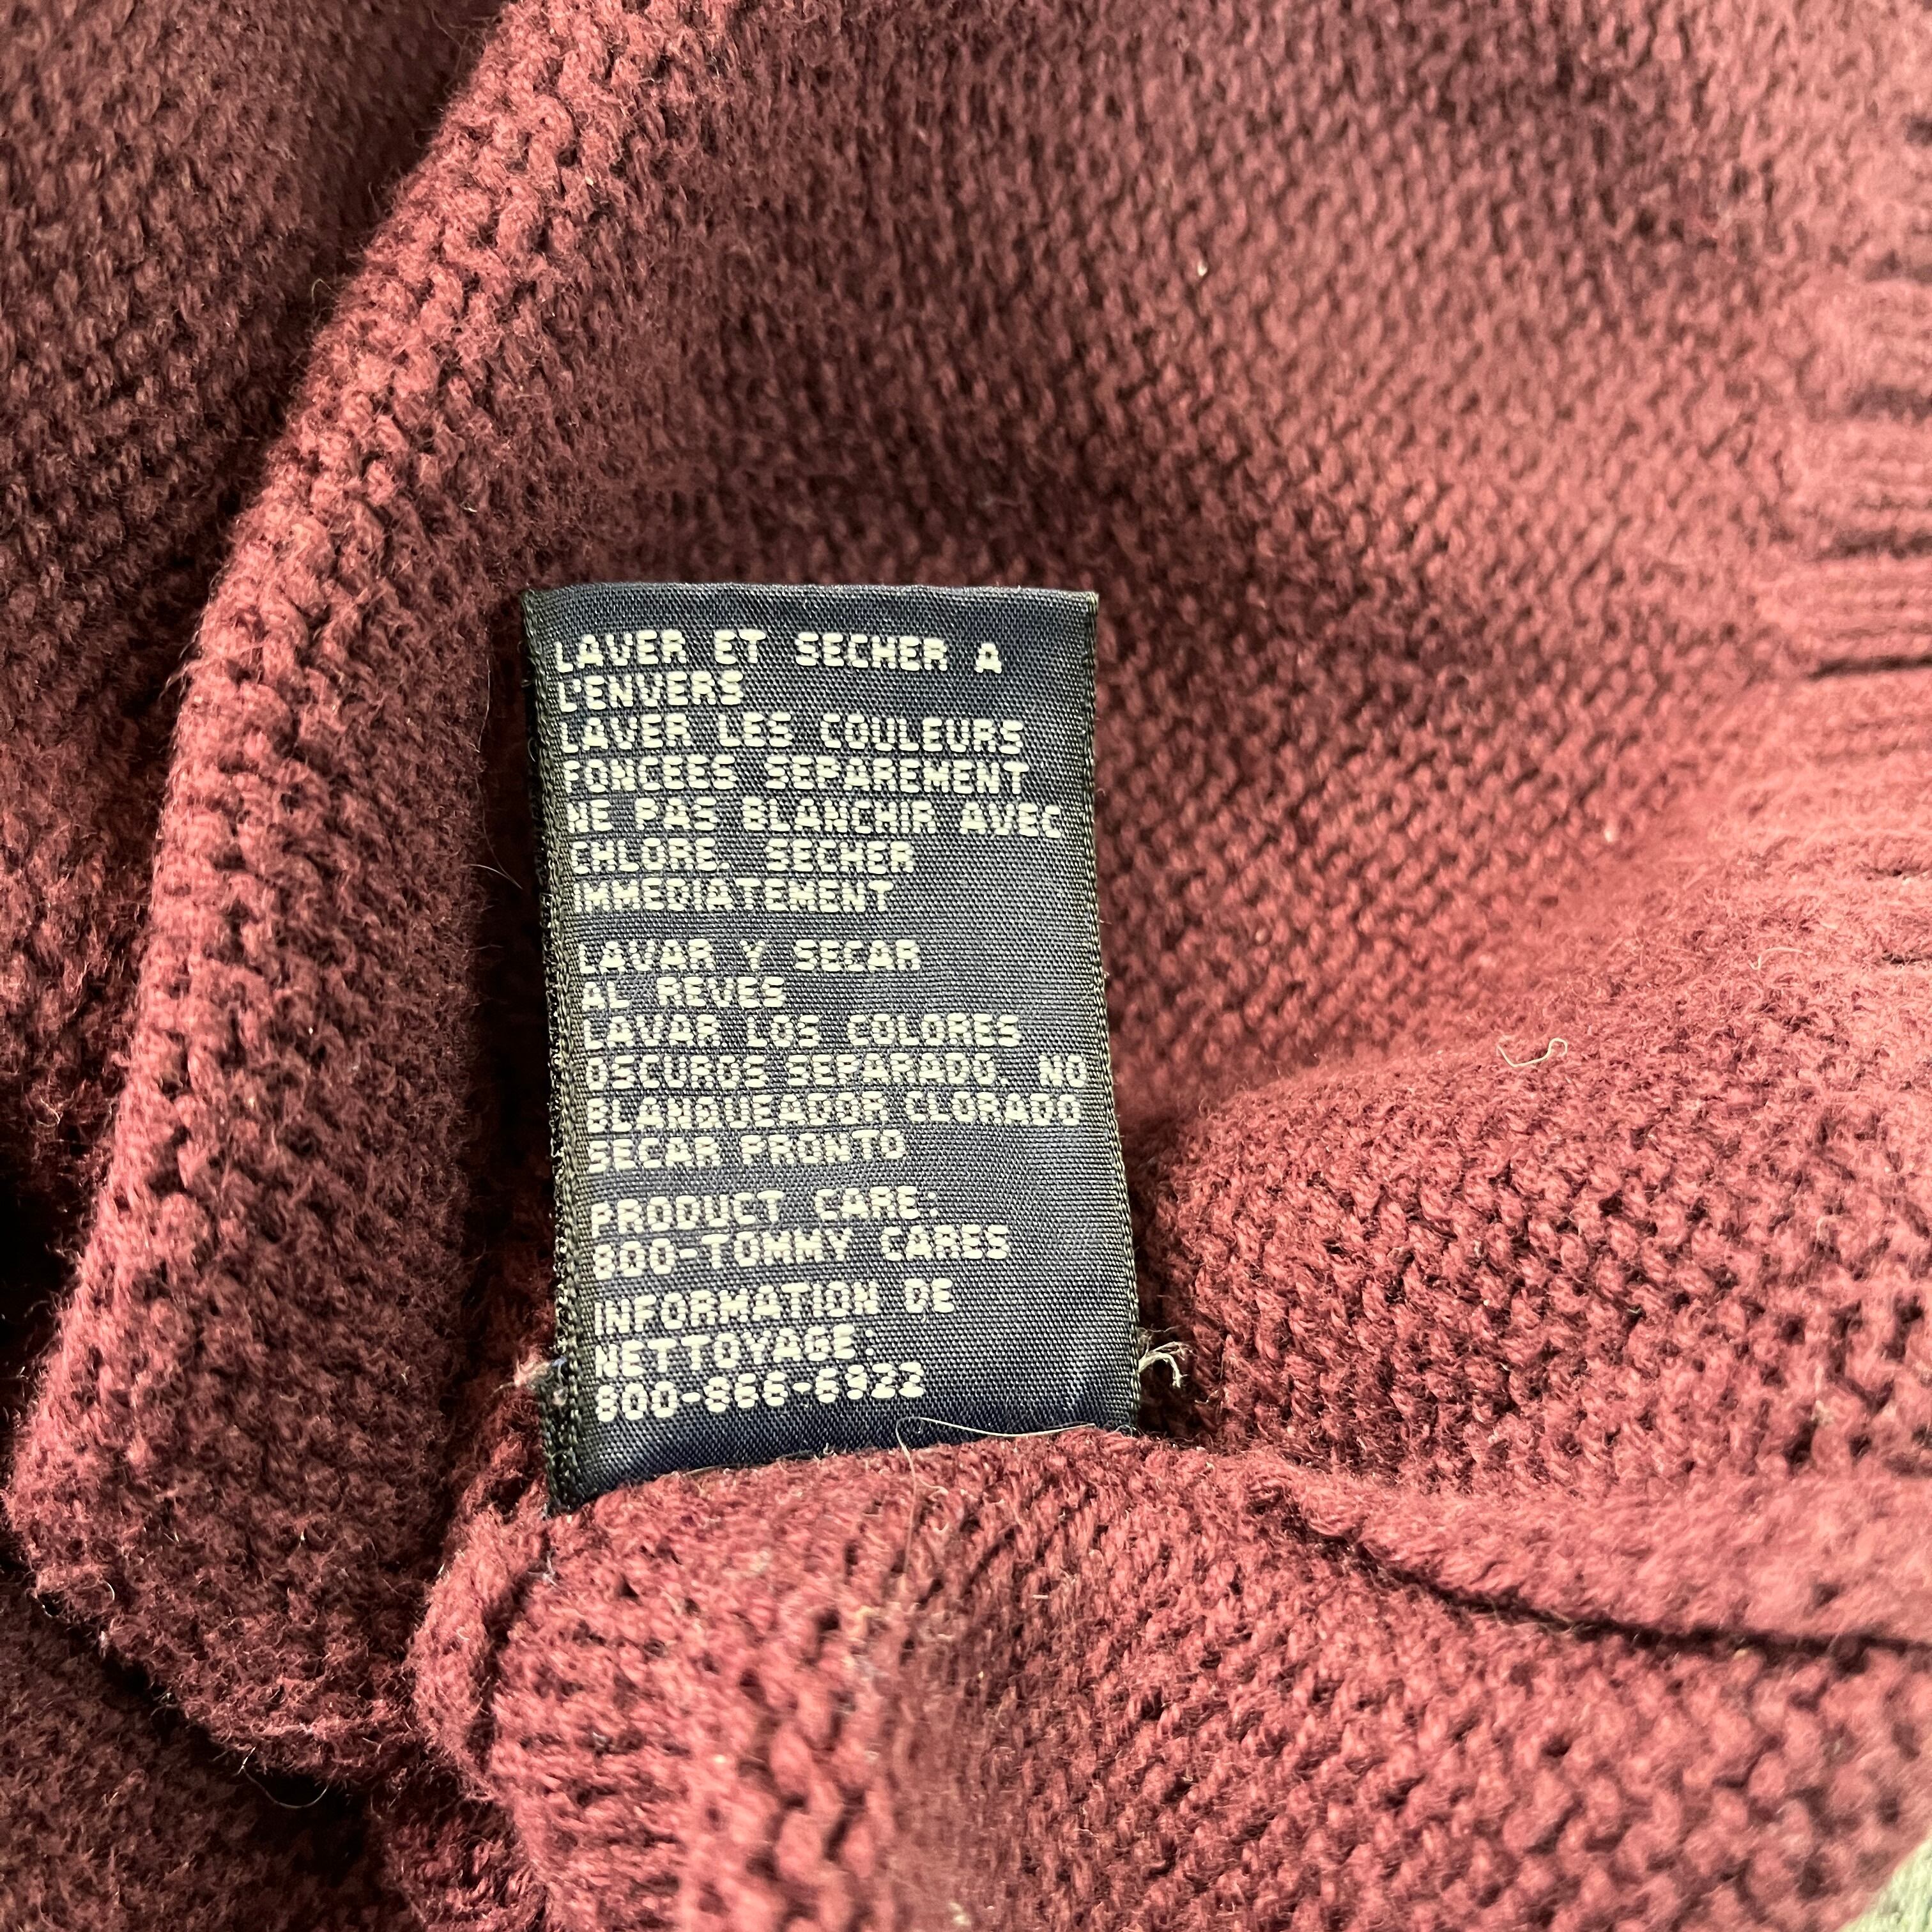 LAVER ET SECHER A
L'ENVERS
LAVER LES COULEURS
FONCEES SEPAREMENT
NE PAS BLANCHIR AVEC
CHLORE. SECHER
IMMEDIATEMENT
LAVAR Y SECAR
AL REVES
LAVAR LOS COLORES
OSCUROS SEPARADO. NO
BLANQUEADOR CLORADO
SECAR PRONTO
PRODUCT CARE:
800-TOMMY CARES
INFORMATION DE
NETTOYAGE:
800-866-6922